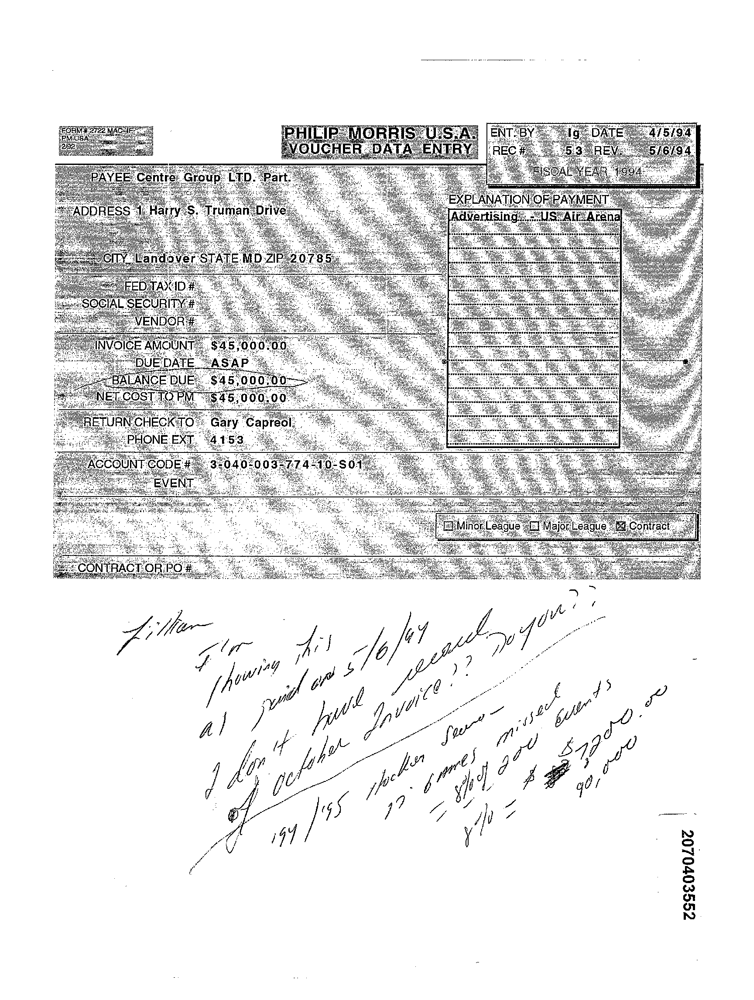 FORM # 2722 MAC-IF
PM-USA
2/92
PHILIP MORRIS U.S.A.
VOUCHER DATA ENTRY
ENT. BY lg DATE 4/5/94
REC # 53 REV. 5/6/94
FISCAL YEAR 1994
PAYEE Centre Group LTD. Part.
EXPLANATION OF PAYMENT
ADDRESS 1 Harry S. Truman Drive
Advertising - US Air Arena
CITY Landover STATE MD ZIP 20785
FED.TAX ID #
SOCIAL SECURITY #
VENDOR #
INVOICE AMOUNT $45,000.00
DUE DATE ASAP
BALANCE DUE $45,000.00
NET COST TO PM $45,000.00
RETURN CHECK TO Gary Capreol
PHONE EXT 4153
ACCOUNT CODE # 3-040-003-774-10-S01
EVENT
Minor League Major League Contract
CONTRACT OR PO #
Lillian
I'm
showing this
as paid on 5/6/94
I don't have record
of October Invoice?? Do you??
'94/'95 Hockey Season
17 Games missed
= 8% of 200 events
8% = $ $7,200.00
90,000
2070403552